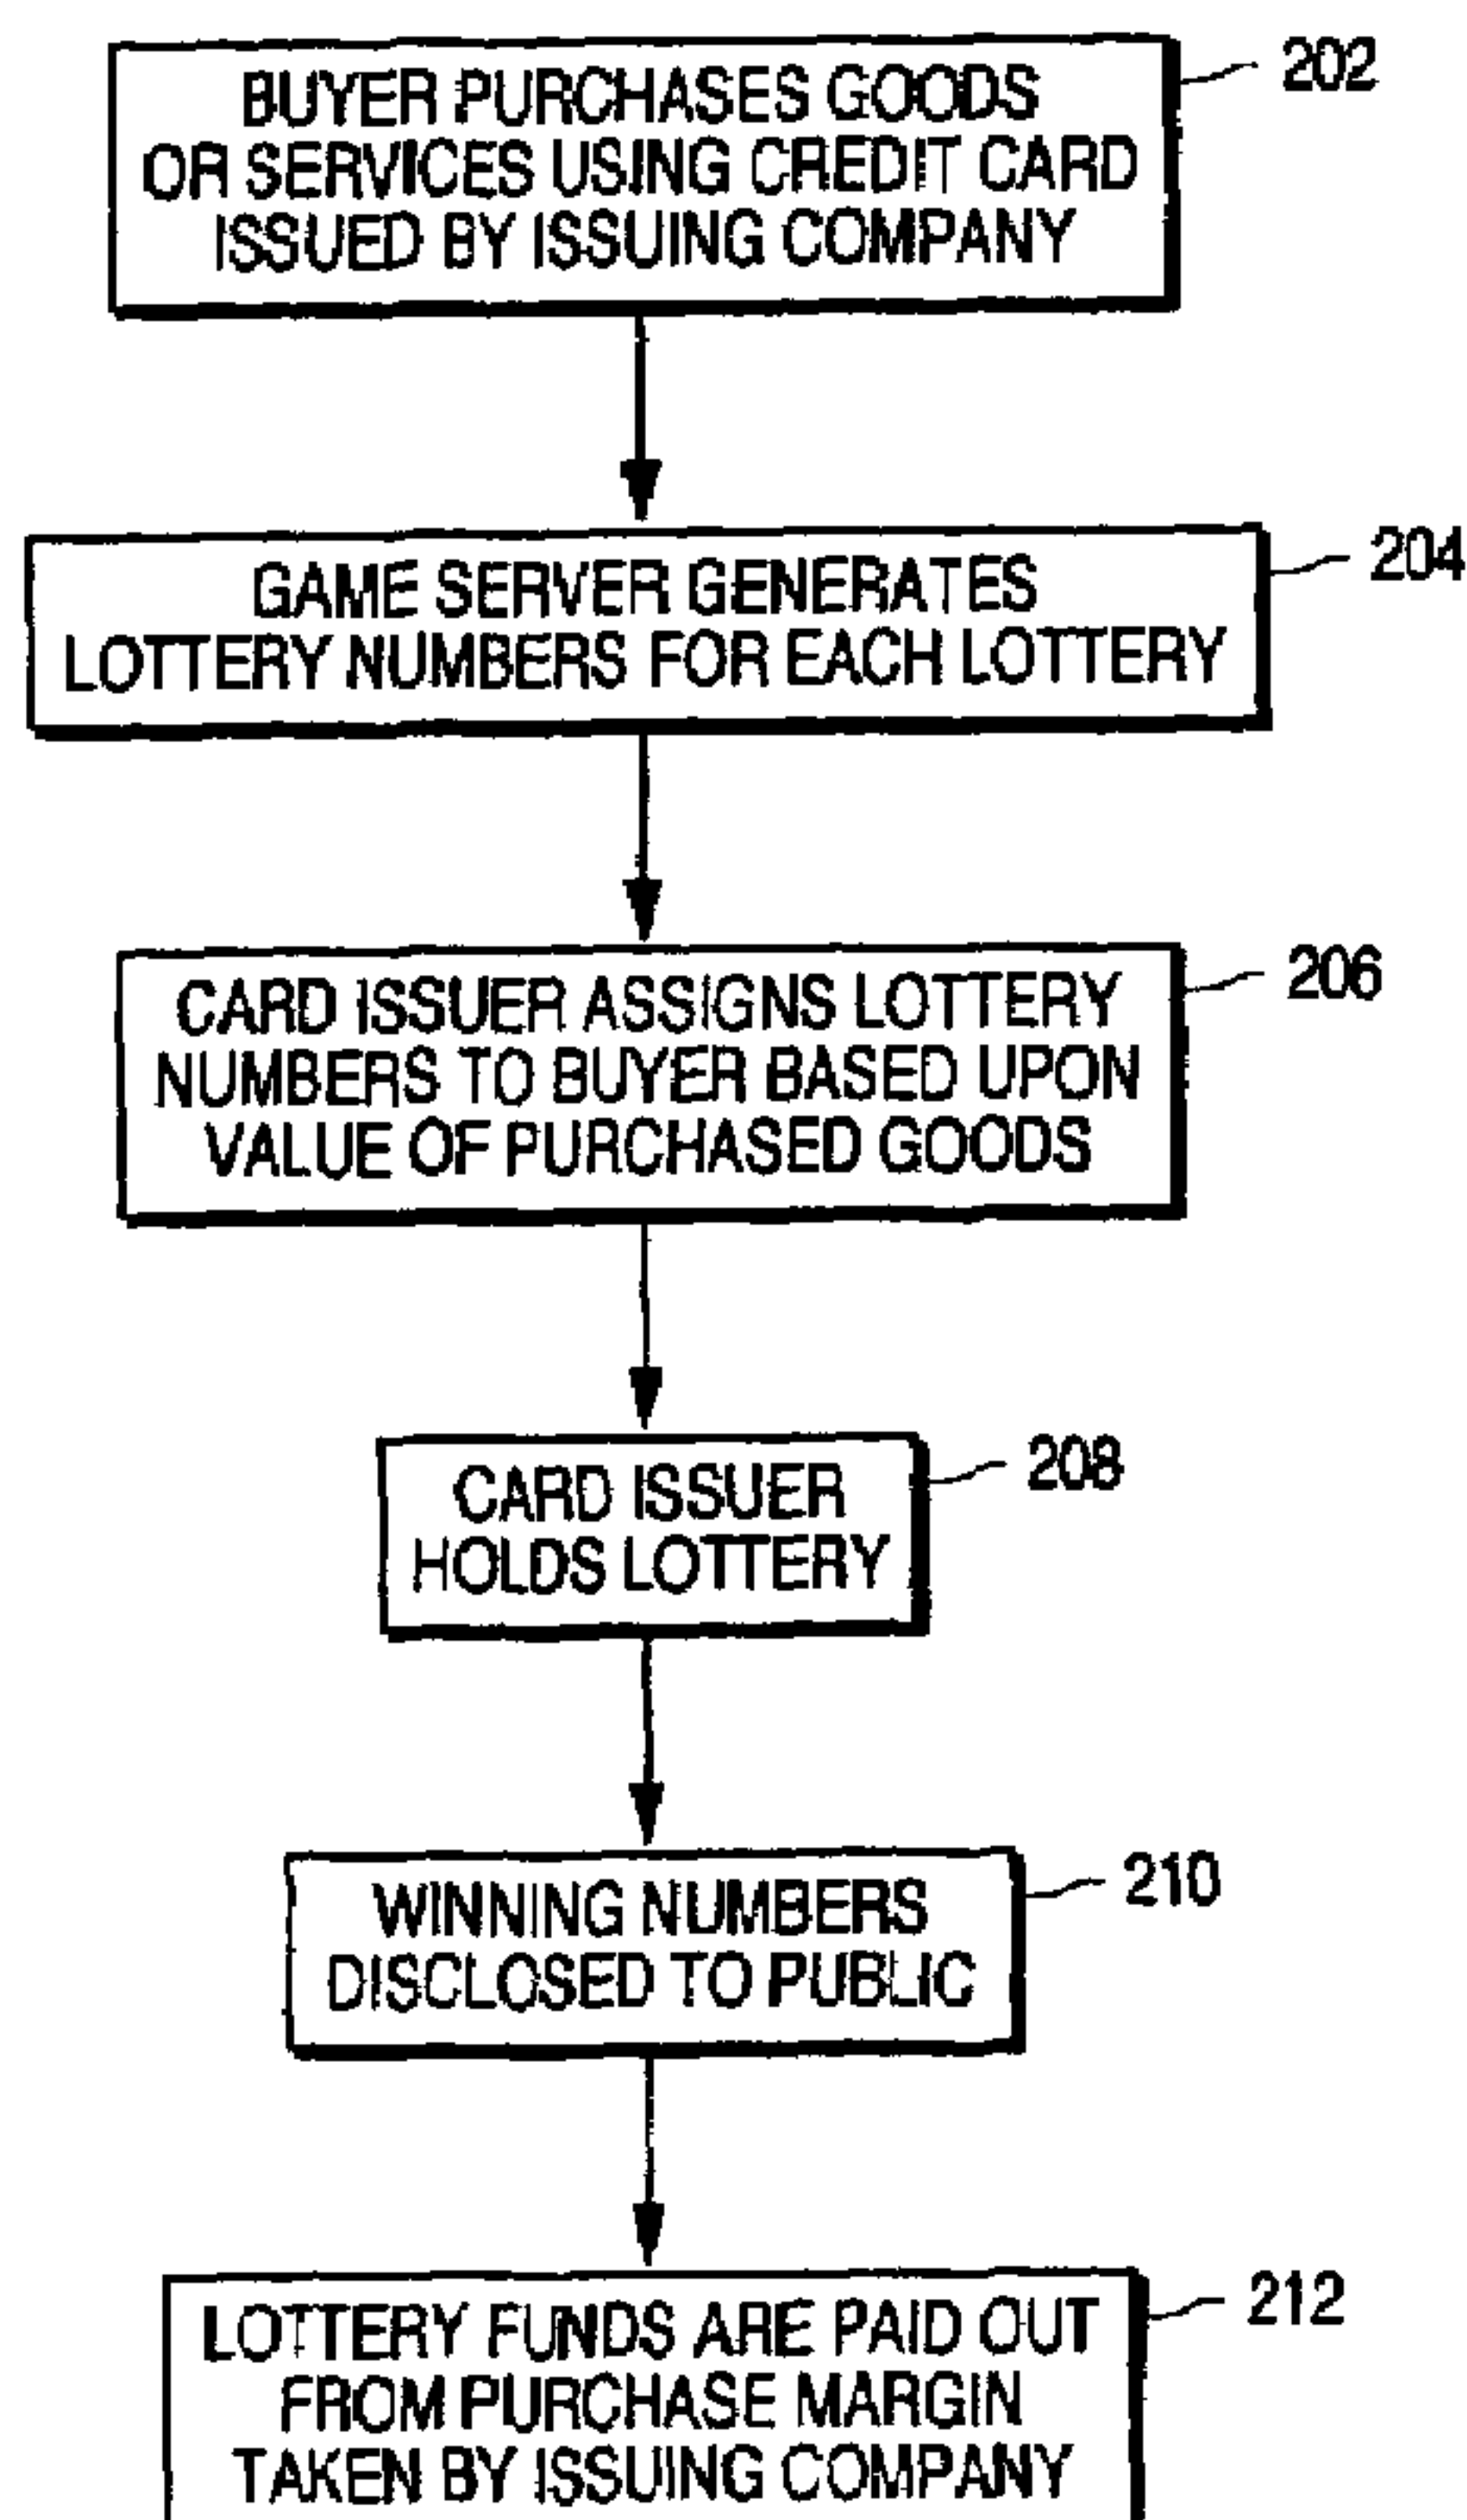 BUYER PURCHASES GOODS
OR SERVICES USING CREDIT CARD
ISSUED BY ISSUING COMPANY
202
GAME SERVER GENERATES
LOTTERY NUMBERS FOR EACH LOTTERY
204
CARD ISSUER ASSIGNS LOTTERY
NUMBERS TO BUYER BASED UPON
VALUE OF PURCHASED GOODS
206
CARD ISSUER
HOLDS LOTTERY
208
WINNING NUMBERS
DISCLOSED TO PUBLIC
210
LOTTERY FUNDS ARE PAID OUT
FROM PURCHASE MARGIN
TAKEN BY ISSUING COMPANY
212